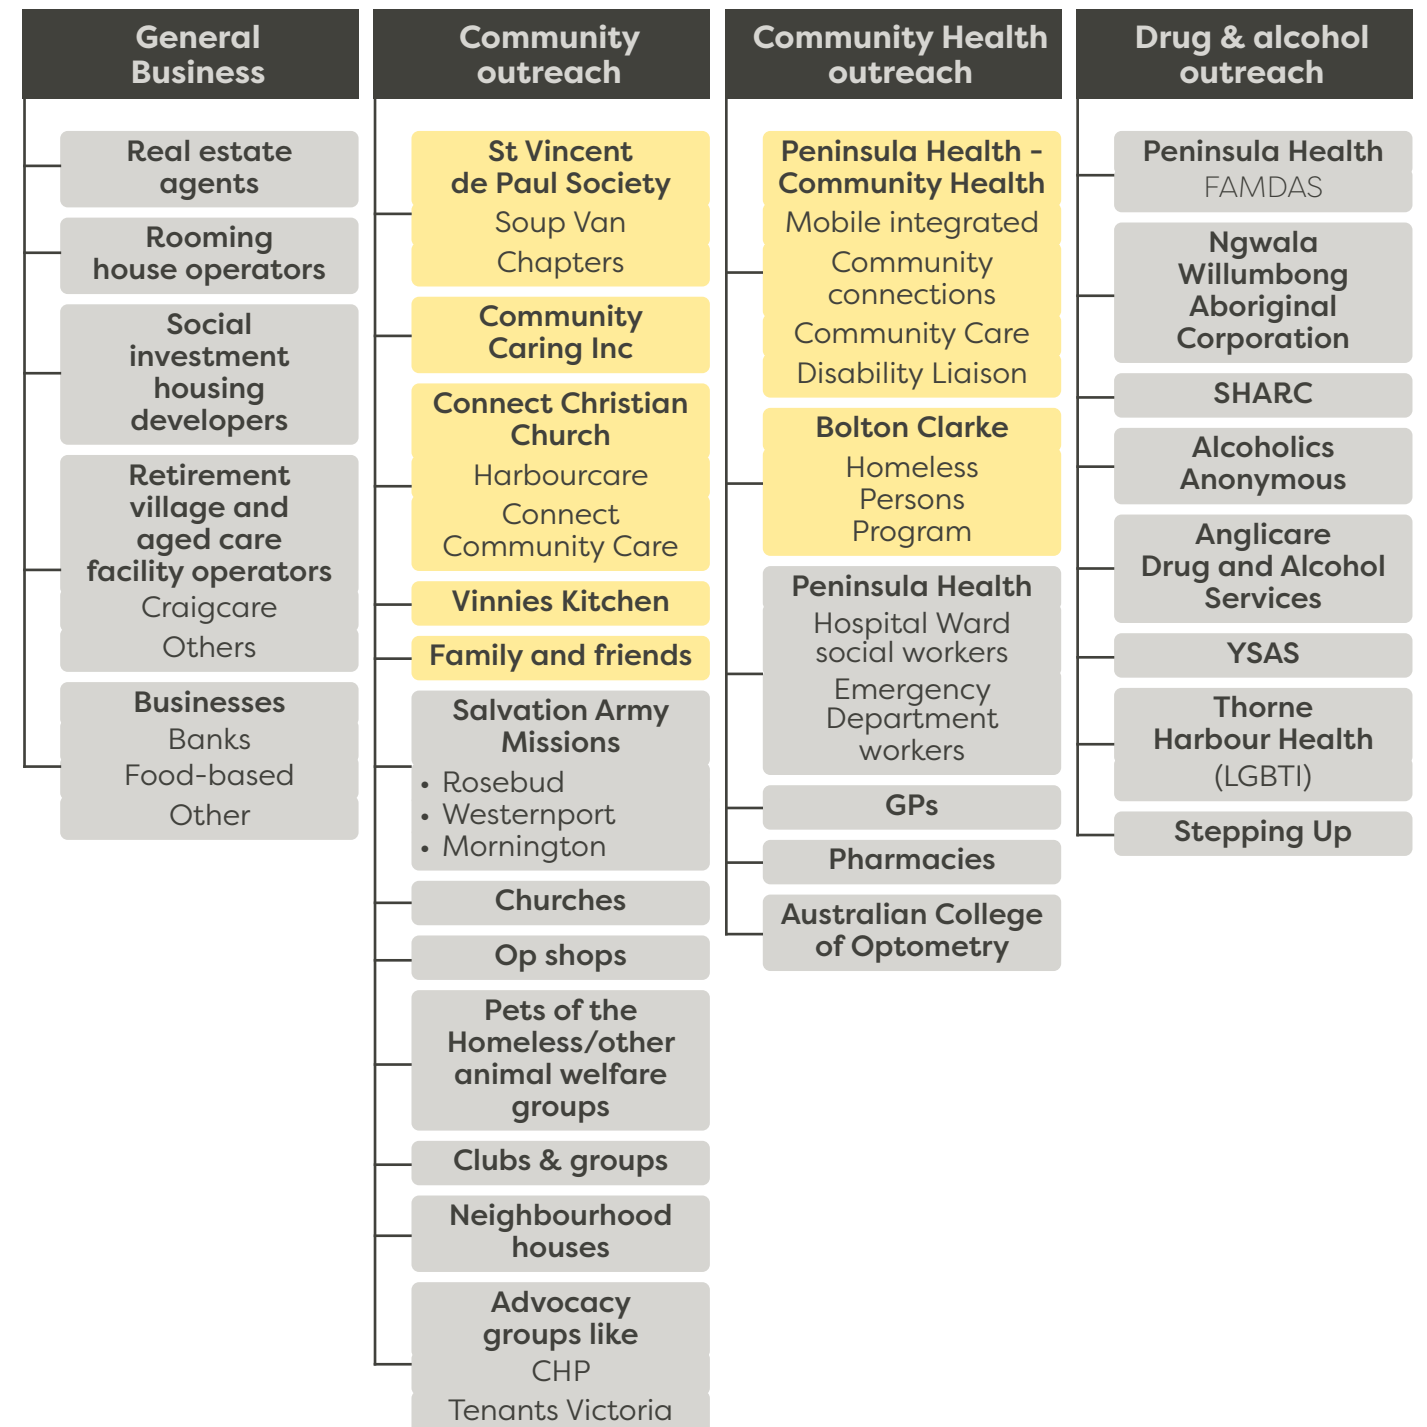 General
Business
Real estate
agents
Rooming
house operators
Social
investment
housing
developers
Retirement
village and
aged care
facility operators
Craigcare
Others
Businesses
Banks
Food-based
Other
Community
outreach
St Vincent
de Paul Society
Soup Van
Chapters
Community
Caring Inc
Connect Christian
Church
Harbourcare
Connect
Community Care
Vinnies Kitchen
Family and friends
Salvation Army
Missions
• Rosebud
• Westernport
• Mornington
Churches
Op shops
Pets of the
Homeless/other
animal welfare
groups
Clubs & groups
Neighbourhood
houses
Advocacy
groups like
CHP
Tenants Victoria
Community Health
outreach
Peninsula Health -
Community Health
Mobile integrated
Community
connections
Community Care
Disability Liaison
Bolton Clarke
Homeless
Persons
Program
Peninsula Health
Hospital Ward
social workers
Emergency
Department
workers
GPs
Pharmacies
Australian College
of Optometry
Drug & alcohol
outreach
Peninsula Health
FAMDAS
Ngwala
Willumbong
Aboriginal
Corporation
SHARC
Alcoholics
Anonymous
Anglicare
Drug and Alcohol
Services
YSAS
Thorne
Harbour Health
(LGBTI)
Stepping Up